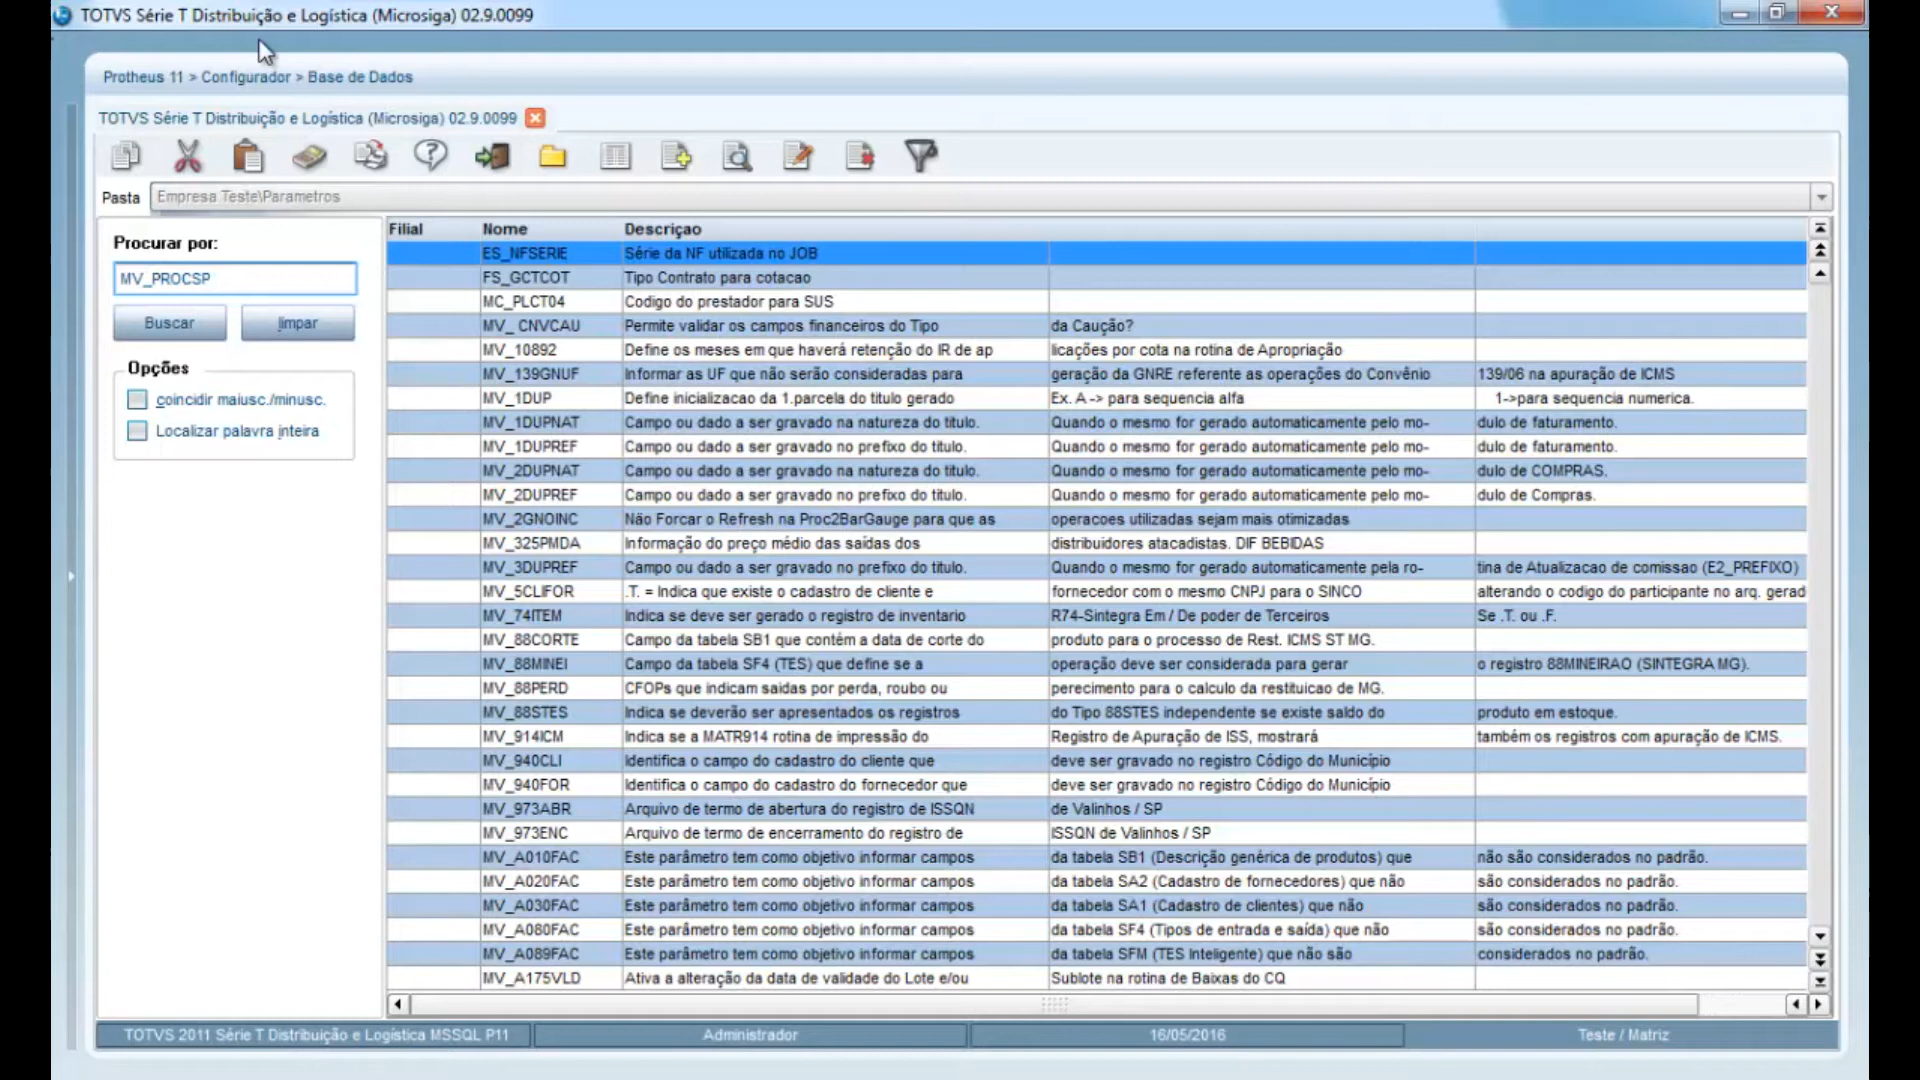 TOTVS Série T Distribuição e Logística (Microsiga) 02.9.0099
Protheus 11 > Configurador > Base de Dados
TOTVS Série T Distribuição e Logística (Microsiga) 02.9.0099
Pasta Empresa Teste\Parametros
Procurar por:
MV_PROCSP
Buscar limpar
Opções
coincidir maiusc./minusc.
Localizar palavra inteira
Filial Nome Descriçao
ES_NFSERIE Série da NF utilizada no JOB
FS_GCTCOT Tipo Contrato para cotacao
MC_PLCT04 Codigo do prestador para SUS
MV_ CNVCAU Permite validar os campos financeiros do Tipo da Caução?
MV_10892 Define os meses em que haverá retenção do IR de ap licações por cota na rotina de Apropriação
MV_139GNUF Informar as UF que não serão consideradas para geração da GNRE referente as operações do Convênio 139/06 na apuração de ICMS
MV_1DUP Define inicializacao da 1.parcela do titulo gerado Ex. A -> para sequencia alfa 1->para sequencia numerica.
MV_1DUPNAT Campo ou dado a ser gravado na natureza do titulo. Quando o mesmo for gerado automaticamente pelo mo- dulo de faturamento.
MV_1DUPREF Campo ou dado a ser gravado no prefixo do titulo. Quando o mesmo for gerado automaticamente pelo mo- dulo de faturamento.
MV_2DUPNAT Campo ou dado a ser gravado na natureza do titulo. Quando o mesmo for gerado automaticamente pelo mo- dulo de COMPRAS.
MV_2DUPREF Campo ou dado a ser gravado no prefixo do titulo. Quando o mesmo for gerado automaticamente pelo mo- dulo de Compras.
MV_2GNOINC Não Forcar o Refresh na Proc2BarGauge para que as operacoes utilizadas sejam mais otimizadas
MV_325PMDA Informação do preço médio das saídas dos distribuidores atacadistas. DIF BEBIDAS
MV_3DUPREF Campo ou dado a ser gravado no prefixo do titulo. Quando o mesmo for gerado automaticamente pela ro- tina de Atualizacao de comissao (E2_PREFIXO)
MV_5CLIFOR .T. = Indica que existe o cadastro de cliente e fornecedor com o mesmo CNPJ para o SINCO alterando o codigo do participante no arq. gerad
MV_74ITEM Indica se deve ser gerado o registro de inventario R74-Sintegra Em / De poder de Terceiros Se .T. ou .F.
MV_88CORTE Campo da tabela SB1 que contém a data de corte do produto para o processo de Rest. ICMS ST MG.
MV_88MINEI Campo da tabela SF4 (TES) que define se a operação deve ser considerada para gerar o registro 88MINEIRAO (SINTEGRA MG).
MV_88PERD CFOPs que indicam saidas por perda, roubo ou perecimento para o calculo da restituicao de MG.
MV_88STES Indica se deverão ser apresentados os registros do Tipo 88STES independente se existe saldo do produto em estoque.
MV_914ICM Indica se a MATR914 rotina de impressão do Registro de Apuração de ISS, mostrará também os registros com apuração de ICMS.
MV_940CLI Identifica o campo do cadastro do cliente que deve ser gravado no registro Código do Município
MV_940FOR Identifica o campo do cadastro do fornecedor que deve ser gravado no registro Código do Município
MV_973ABR Arquivo de termo de abertura do registro de ISSQN de Valinhos / SP
MV_973ENC Arquivo de termo de encerramento do registro de ISSQN de Valinhos / SP
MV_A010FAC Este parâmetro tem como objetivo informar campos da tabela SB1 (Descrição genérica de produtos) que não são considerados no padrão.
MV_A020FAC Este parâmetro tem como objetivo informar campos da tabela SA2 (Cadastro de fornecedores) que não são considerados no padrão.
MV_A030FAC Este parâmetro tem como objetivo informar campos da tabela SA1 (Cadastro de clientes) que não são considerados no padrão.
MV_A080FAC Este parâmetro tem como objetivo informar campos da tabela SF4 (Tipos de entrada e saída) que não são considerados no padrão.
MV_A089FAC Este parâmetro tem como objetivo informar campos da tabela SFM (TES Inteligente) que não são considerados no padrão.
MV_A175VLD Ativa a alteração da data de validade do Lote e/ou Sublote na rotina de Baixas do CQ
TOTVS 2011 Série T Distribuição e Logística MSSQL P11 Administrador 16/05/2016 Teste / Matriz